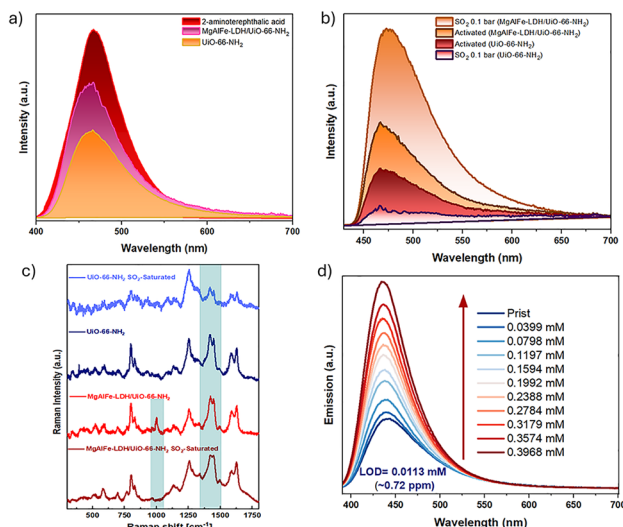 a)
2-aminoterephthalic acid
MgAlFe-LDH/UiO-66-NH₂
UiO-66-NH₂
Intensity (a.u.)
400 500 600 700
Wavelength (nm)
b)
SO₂ 0.1 bar (MgAlFe-LDH/UiO-66-NH₂)
Activated (MgAlFe-LDH/UiO-66-NH₂)
Activated (UiO-66-NH₂)
SO₂ 0.1 bar (UiO-66-NH₂)
Intensity (a.u.)
450 500 550 600 650 700
Wavelength (nm)
c)
UiO-66-NH₂ SO₂-Saturated
UiO-66-NH₂
MgAlFe-LDH/UiO-66-NH₂
MgAlFe-LDH/UiO-66-NH₂ SO₂-Saturated
Raman Intensity (a.u.)
500 750 1000 1250 1500 1750
Raman shift [cm⁻¹]
d)
Prist
0.0399 mM
0.0798 mM
0.1197 mM
0.1594 mM
0.1992 mM
0.2388 mM
0.2784 mM
0.3179 mM
0.3574 mM
0.3968 mM
LOD= 0.0113 mM
(~0.72 ppm)
Emission (a.u.)
400 450 500 550 600 650 700
Wavelength (nm)